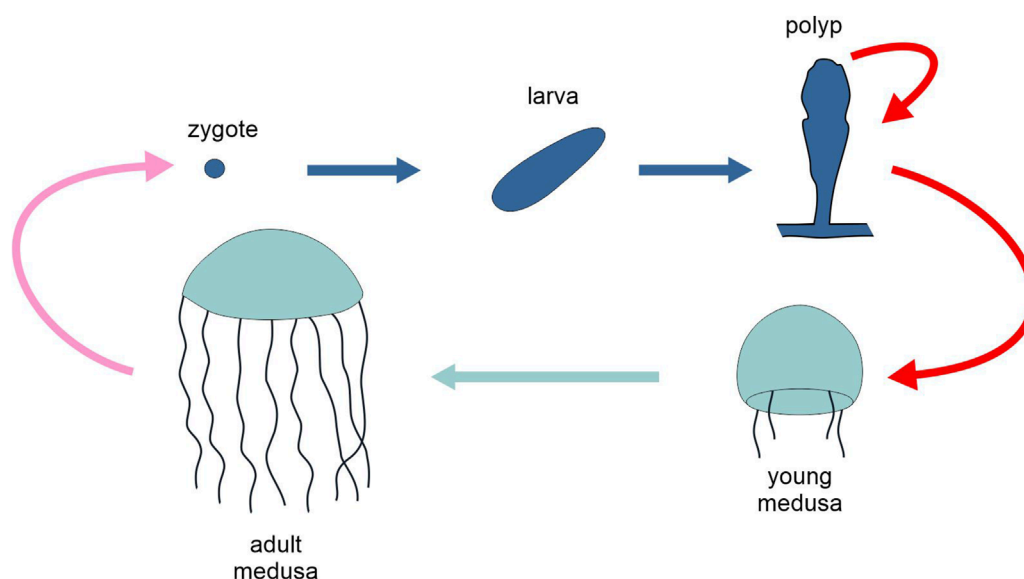 polyp
larva
zygote
young
medusa
adult
medusa